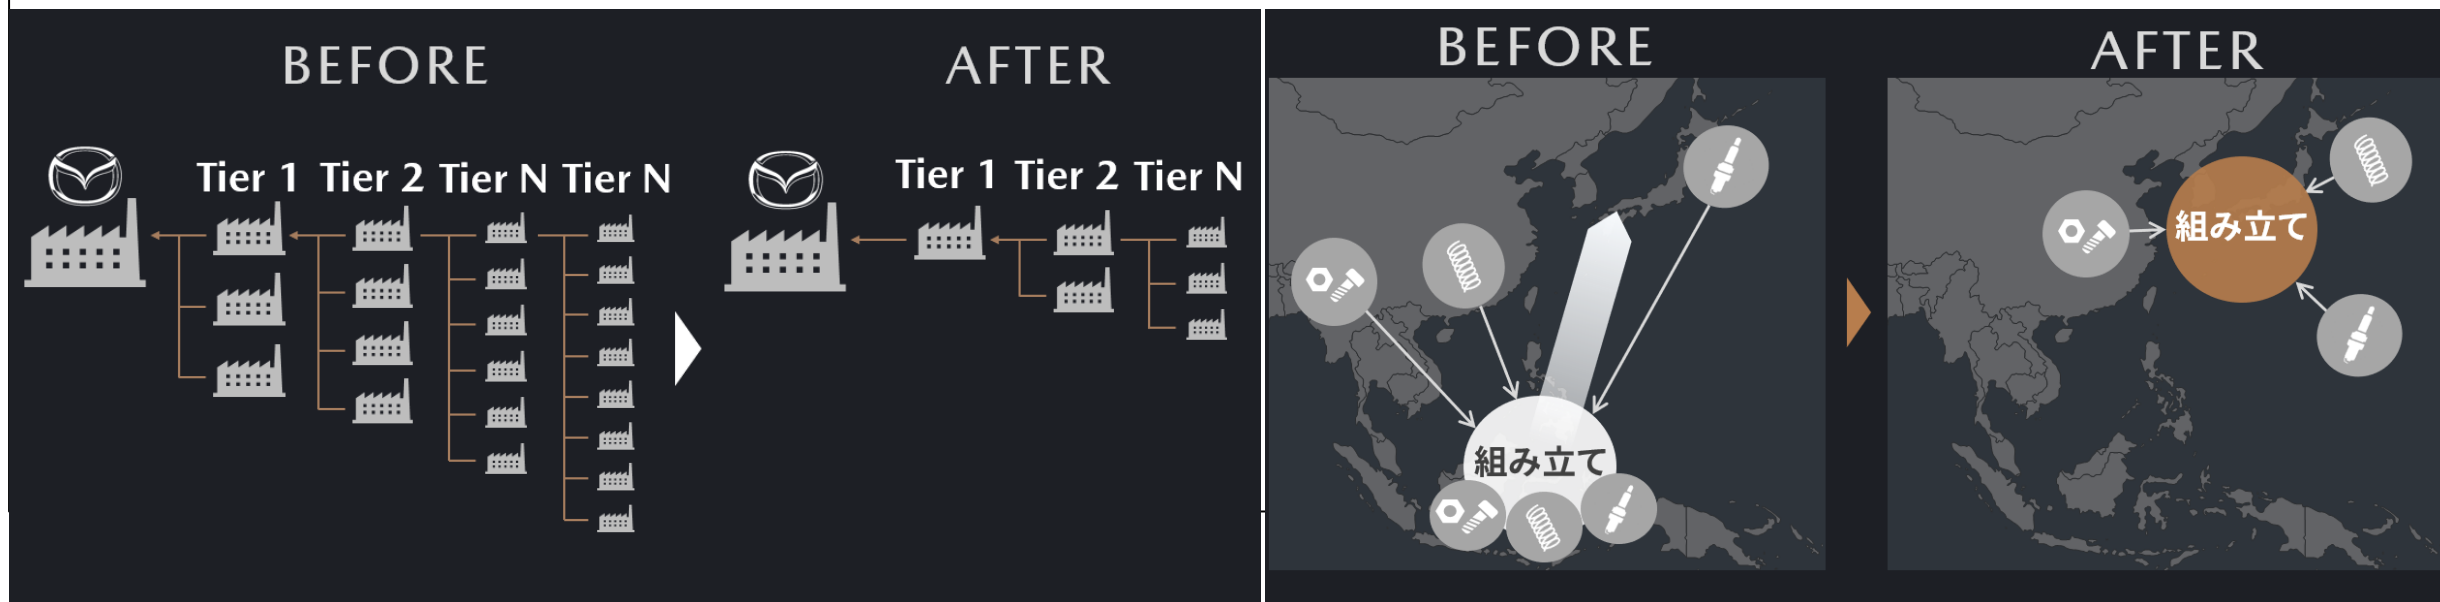 BEFORE
AFTER
Tier 1 Tier 2 Tier N Tier N
Tier 1 Tier 2 Tier N
BEFORE
AFTER
組み立て
組み立て